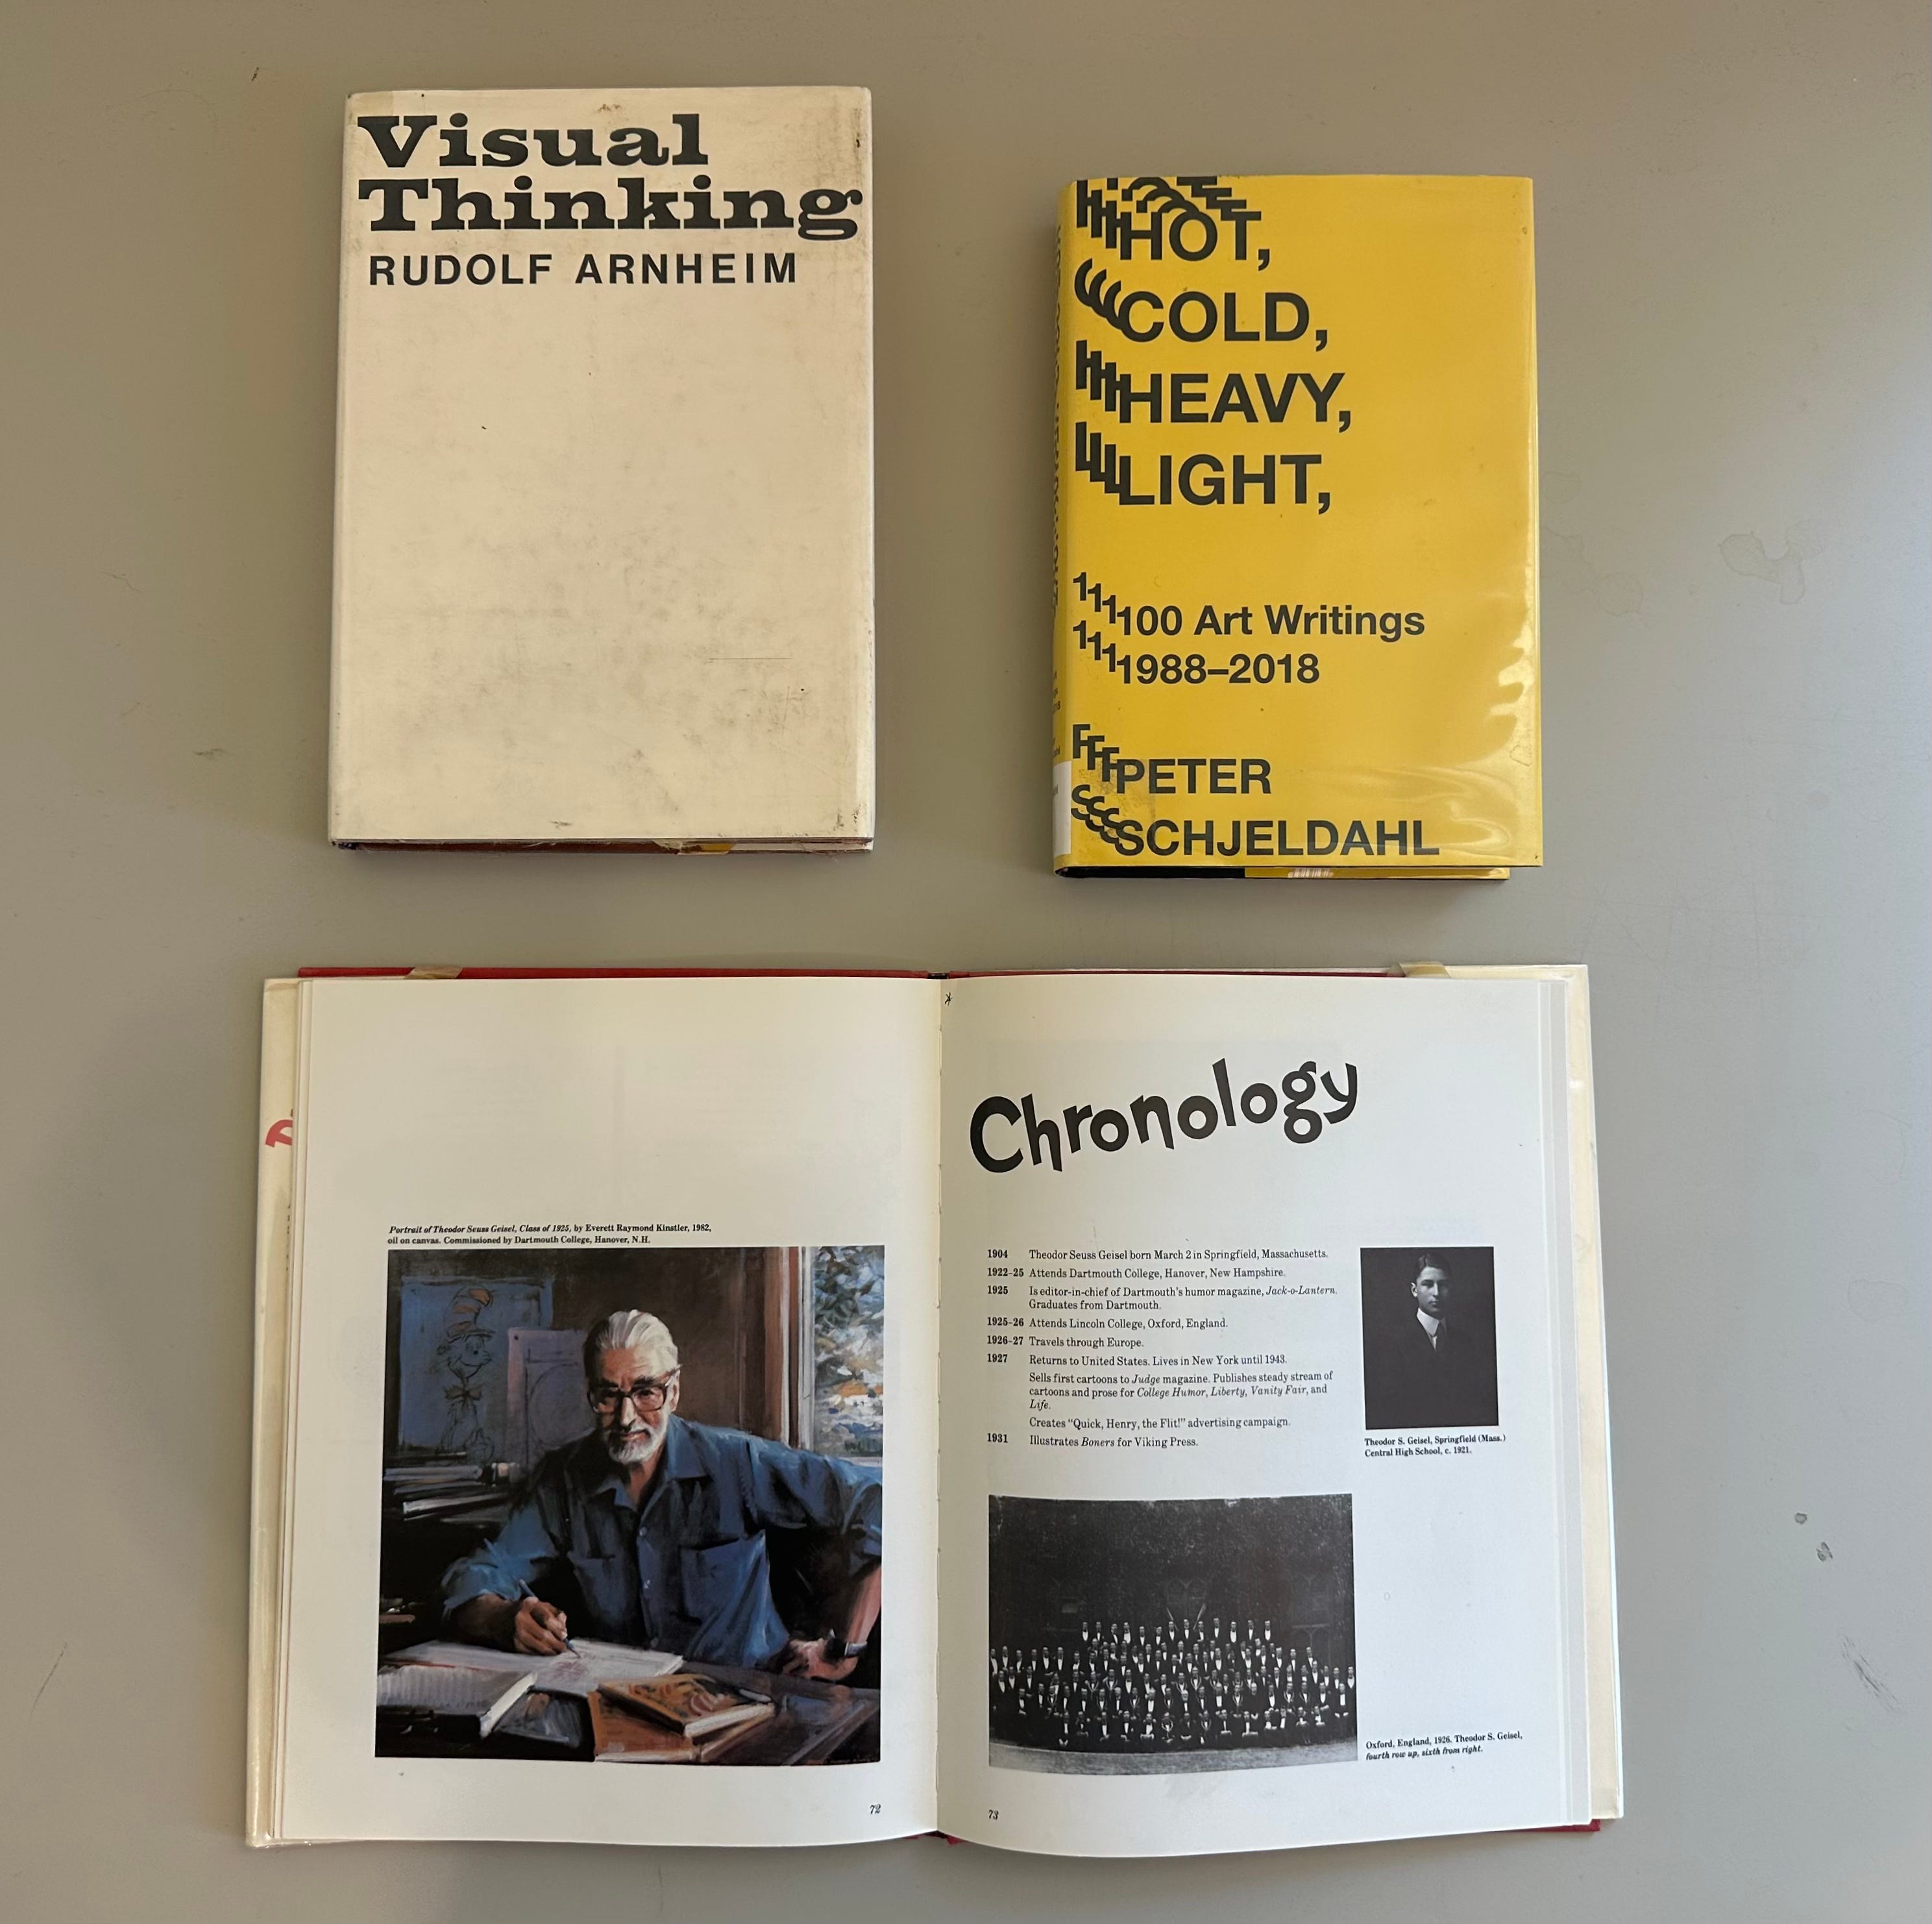 Visual
Thinking
RUDOLF ARNHEIM
HOT,
COLD,
HEAVY,
LIGHT,
100 Art Writings
1988–2018
PETER
SCHJELDAHL
Portrait of Theodor Seuss Geisel, Class of 1925, by Everett Raymond Kinstler, 1982,
oil on canvas. Commissioned by Dartmouth College, Hanover, N.H.
72
Chronology
1904 Theodor Seuss Geisel born March 2 in Springfield, Massachusetts.
1922-25 Attends Dartmouth College, Hanover, New Hampshire.
1925 Is editor-in-chief of Dartmouth's humor magazine, Jack-o-Lantern.
Graduates from Dartmouth.
1925-26 Attends Lincoln College, Oxford, England.
1926-27 Travels through Europe.
1927 Returns to United States. Lives in New York until 1943.
Sells first cartoons to Judge magazine. Publishes steady stream of
cartoons and prose for College Humor, Liberty, Vanity Fair, and
Life.
Creates "Quick, Henry, the Flit!" advertising campaign.
1931 Illustrates Boners for Viking Press.
Theodor S. Geisel, Springfield (Mass.)
Central High School, c. 1921.
Oxford, England, 1926. Theodor S. Geisel,
fourth row up, sixth from right.
73